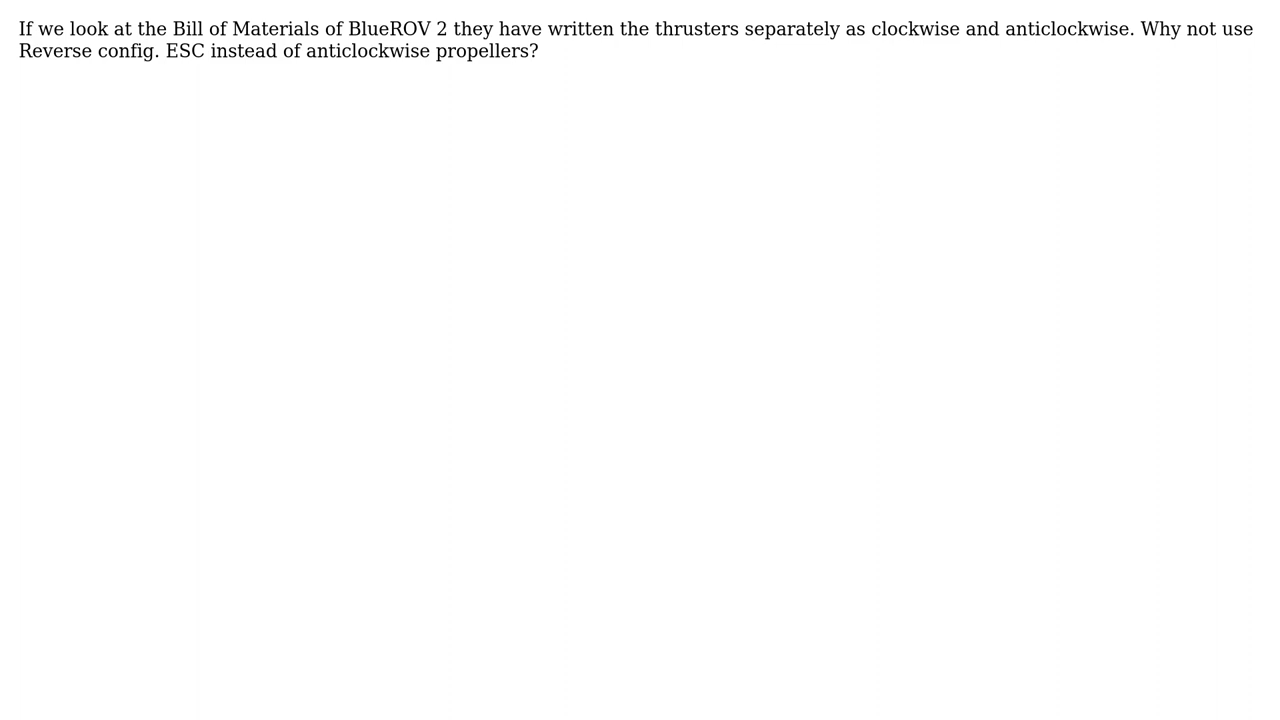 If we look at the Bill of Materials of BlueROV 2 they have written the thrusters separately as clockwise and anticlockwise. Why not use
Reverse config. ESC instead of anticlockwise propellers?